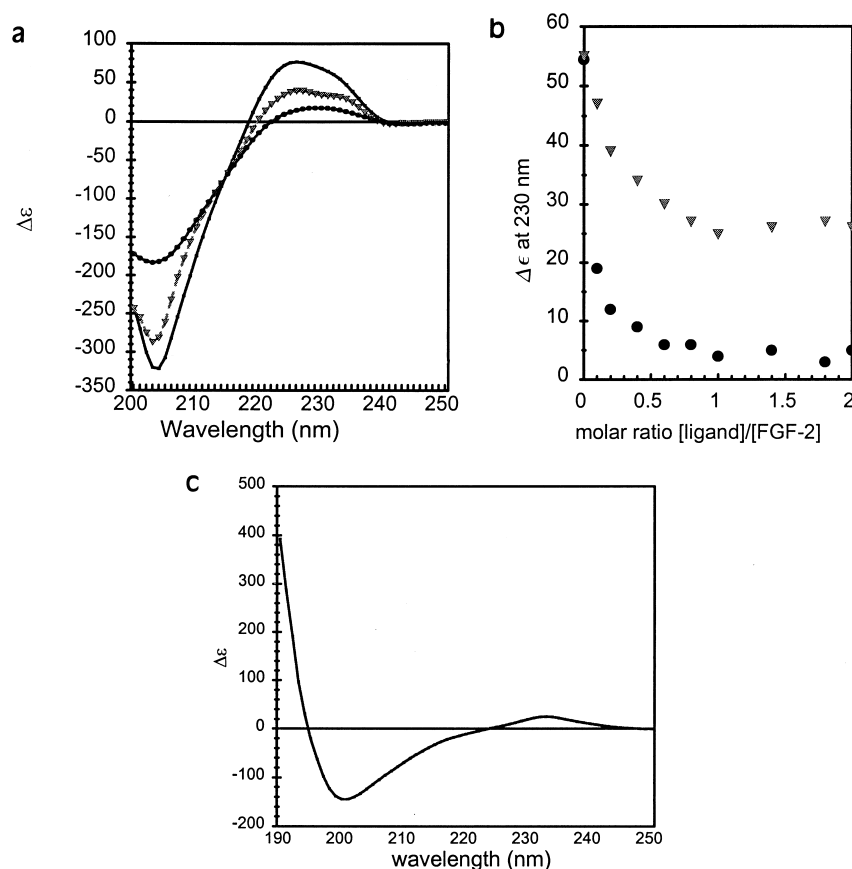 a
100
50
0
-50
-100
-150
-200
-250
-300
-350
Δε
200 210 220 230 240 250
Wavelength (nm)
b
60
50
40
30
20
10
0
Δϵ at 230 nm
0 0.5 1 1.5 2
molar ratio [ligand]/[FGF-2]
c
500
400
300
200
100
0
-100
-200
Δε
190 200 210 220 230 240 250
wavelength (nm)